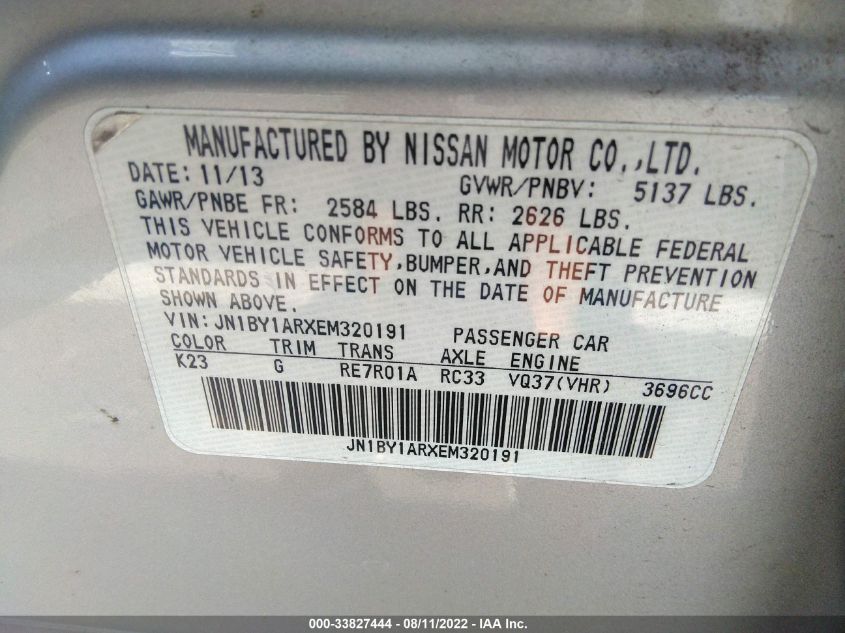 MANUFACTURED BY NISSAN MOTOR CO.,LTD.
DATE: 11/13 GVWR/PNBV: 5137 LBS.
GAWR/PNBE FR: 2584 LBS. RR: 2626 LBS.
THIS VEHICLE CONFORMS TO ALL APPLICABLE FEDERAL
MOTOR VEHICLE SAFETY,BUMPER,AND THEFT PREVENTION
STANDARDS IN EFFECT ON THE DATE OF MANUFACTURE
SHOWN ABOVE.
VIN:JN1BY1ARXEM320191 PASSENGER CAR
COLOR TRIM TRANS AXLE ENGINE
K23 G RE7R01A RC33 VQ37(VHR) 3696CC
JN1BY1ARXEM320191
000-33827444 - 08/11/2022 - IAA Inc.